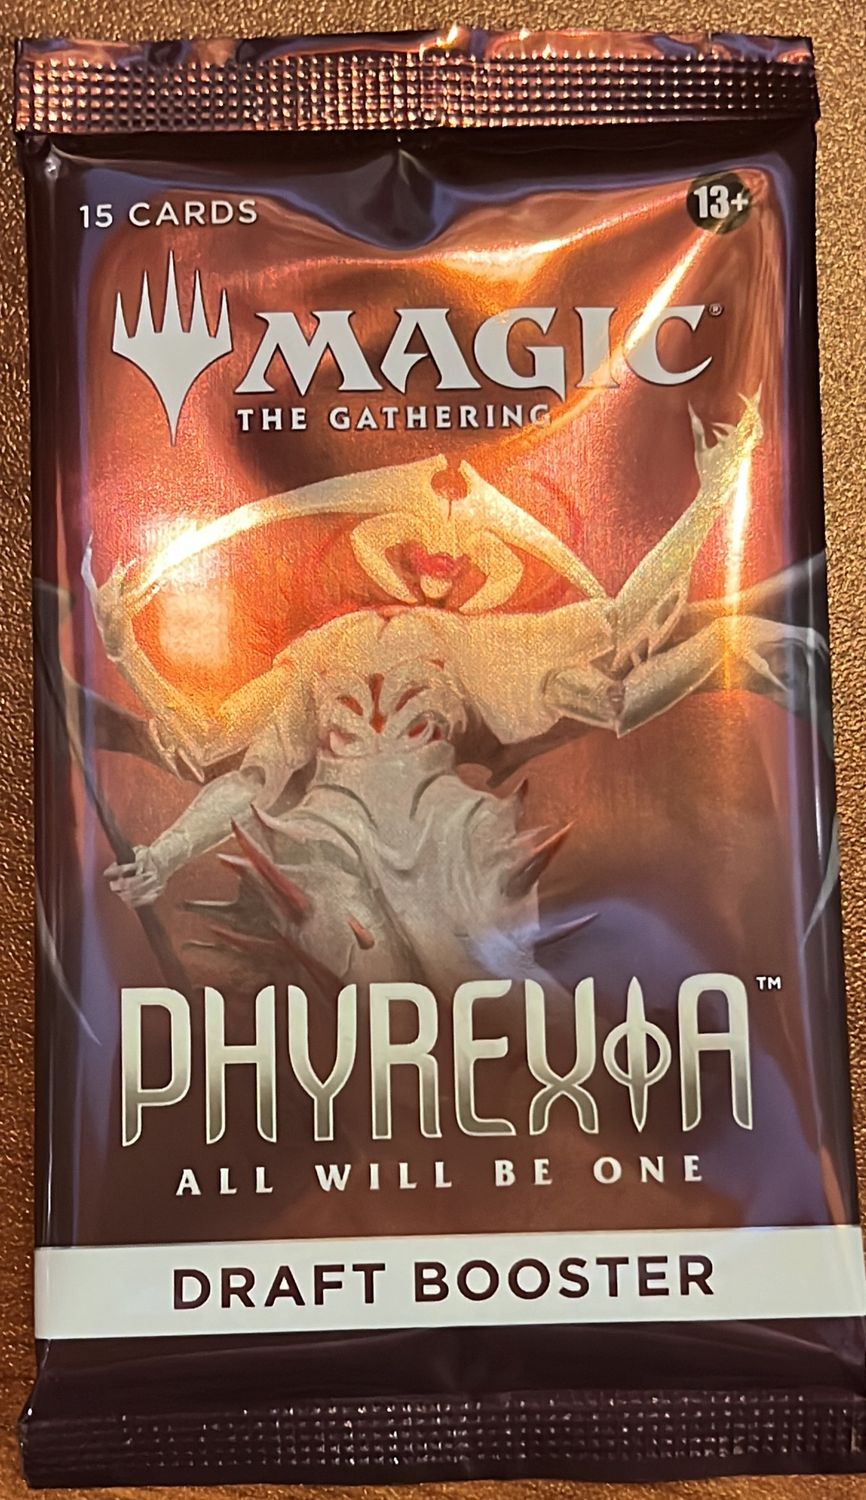 15 CARDS
13+
MAGIC®
THE GATHERING
PHYREXIA™
ALL WILL BE ONE
DRAFT BOOSTER